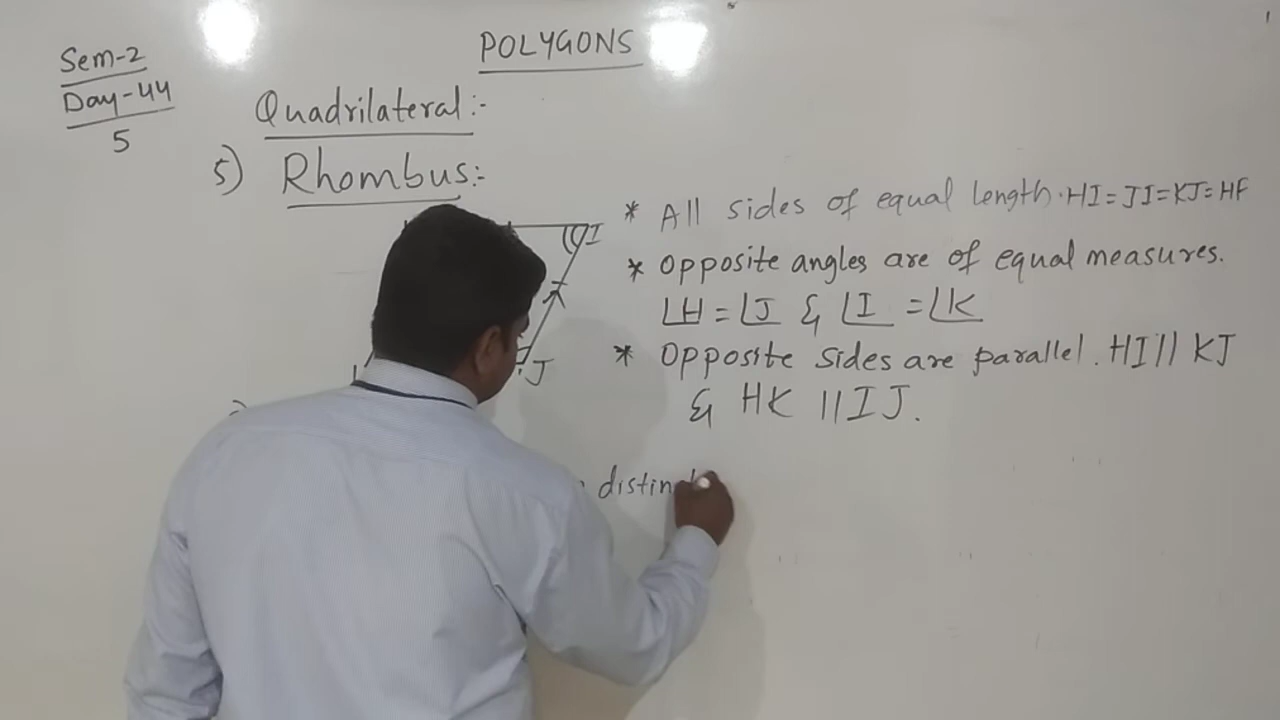 POLYGONS
Sem-2
Day-44
5
Quadrilateral:-
5) Rhombus:-
I
J
* All sides of equal length. HI=JI=KJ=HF
* Opposite angles are of equal measures.
∠H = ∠J & ∠I = ∠K
* Opposite sides are parallel. HI || KJ
& HK || IJ.
distinct